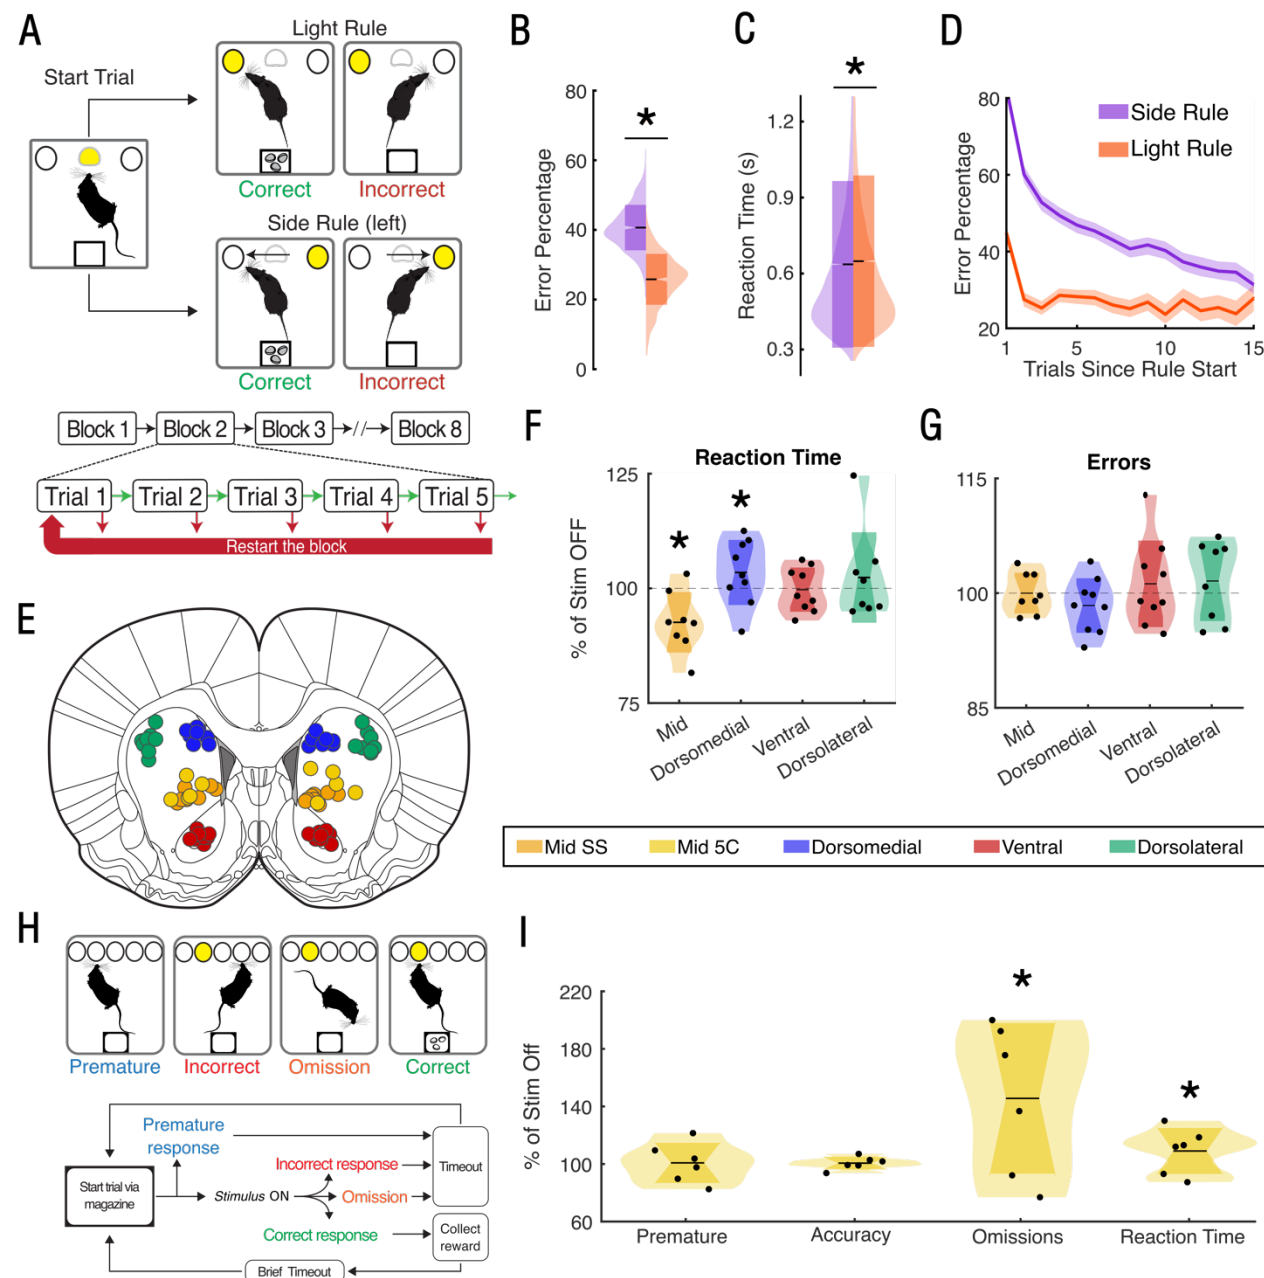 A
Light Rule
Start Trial
Correct
Incorrect
Side Rule (left)
Correct
Incorrect
Block 1
Block 2
Block 3
//
Block 8
Trial 1
Trial 2
Trial 3
Trial 4
Trial 5
Restart the block
B
80
60
40
20
0
Error Percentage
*
C
1.2
0.9
0.6
0.3
Reaction Time (s)
*
D
80
60
40
20
Error Percentage
Side Rule
Light Rule
1
5
10
15
Trials Since Rule Start
E
F
Reaction Time
125
100
75
% of Stim OFF
*
*
Mid
Dorsomedial
Ventral
Dorsolateral
G
Errors
115
100
85
Mid
Dorsomedial
Ventral
Dorsolateral
Mid SS
Mid 5C
Dorsomedial
Ventral
Dorsolateral
H
Premature
Incorrect
Omission
Correct
Premature
response
Incorrect response
Timeout
Start trial via
magazine
Stimulus ON
Omission
Correct response
Collect
reward
Brief Timeout
I
220
180
140
100
60
% of Stim Off
*
*
Premature
Accuracy
Omissions
Reaction Time